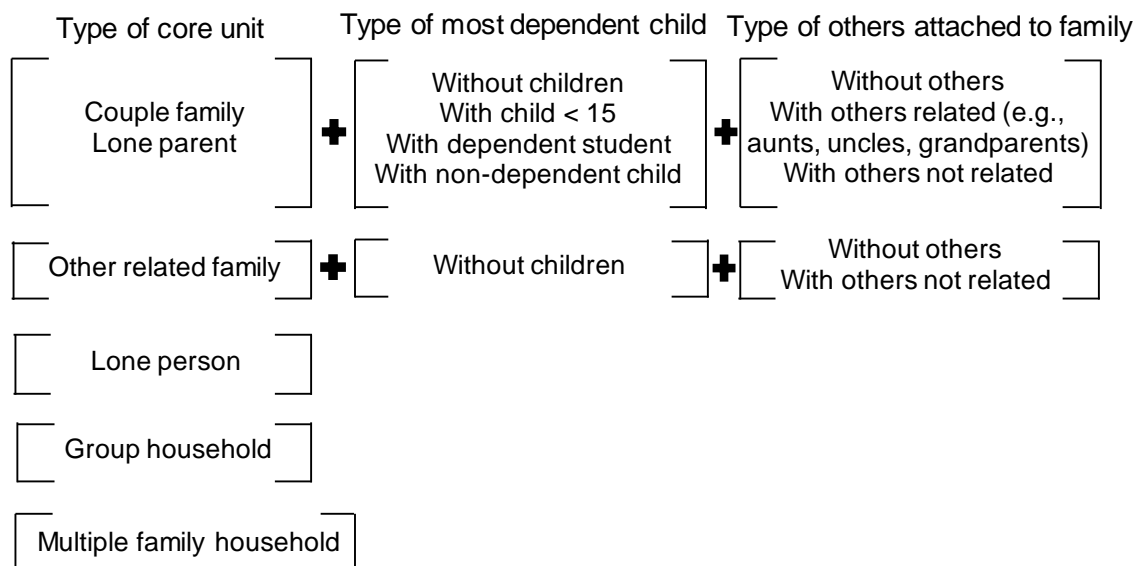 Type of core unit
Type of most dependent child
Type of others attached to family
Couple family
Lone parent
Without children
With child < 15
With dependent student
With non-dependent child
Without others
With others related (e.g.,
aunts, uncles, grandparents)
With others not related
Other related family
Without children
Without others
With others not related
Lone person
Group household
Multiple family household